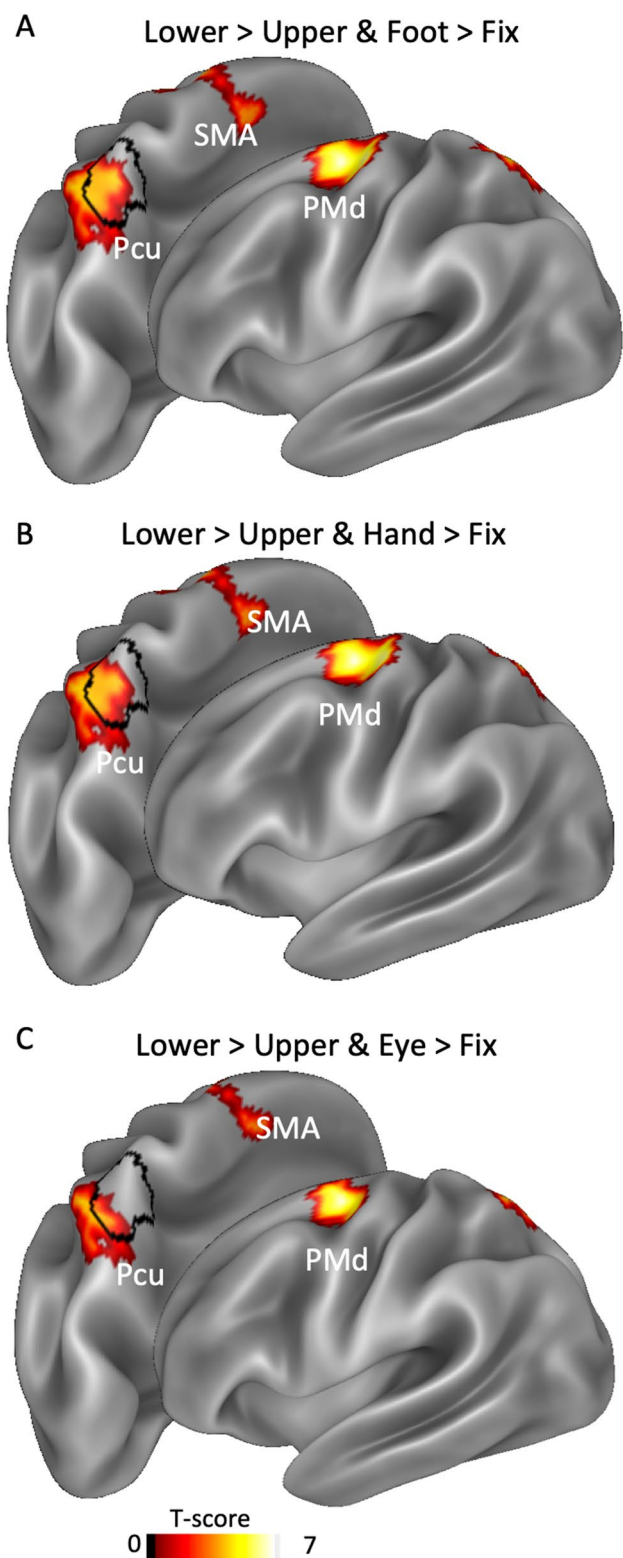 A
Lower > Upper & Foot > Fix
SMA
PMd
Pcu
B
Lower > Upper & Hand > Fix
SMA
PMd
Pcu
C
Lower > Upper & Eye > Fix
SMA
PMd
Pcu
T-score
0 7